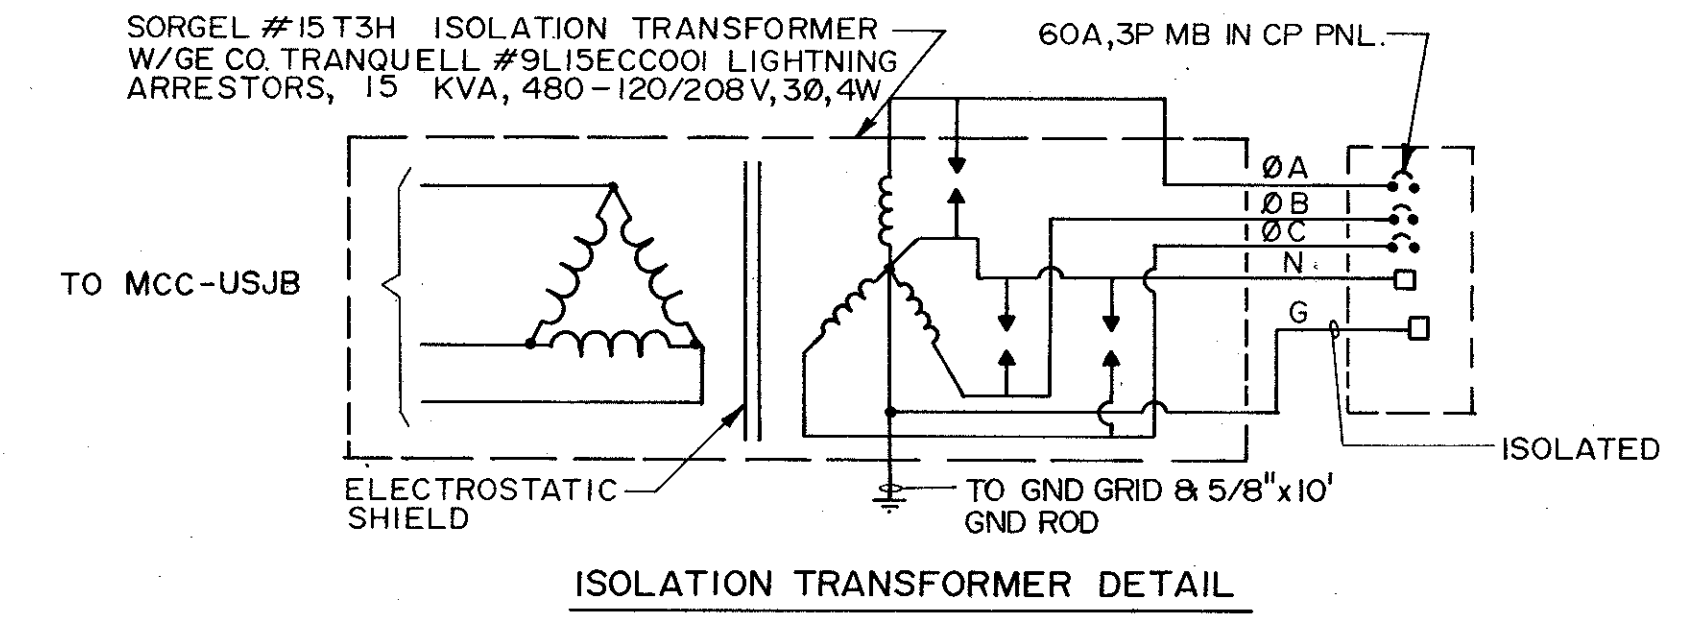 SORGEL #15T3H ISOLATION TRANSFORMER
W/GE CO. TRANQUELL #9L15ECC001 LIGHTNING
ARRESTORS, 15 KVA, 480-120/208V, 3Ø, 4W
60A, 3P MB IN CP PNL.
ØA
ØB
ØC
N
G
TO MCC-USJB
ISOLATED
ELECTROSTATIC
SHIELD
TO GND GRID & 5/8"x10'
GND ROD
ISOLATION TRANSFORMER DETAIL